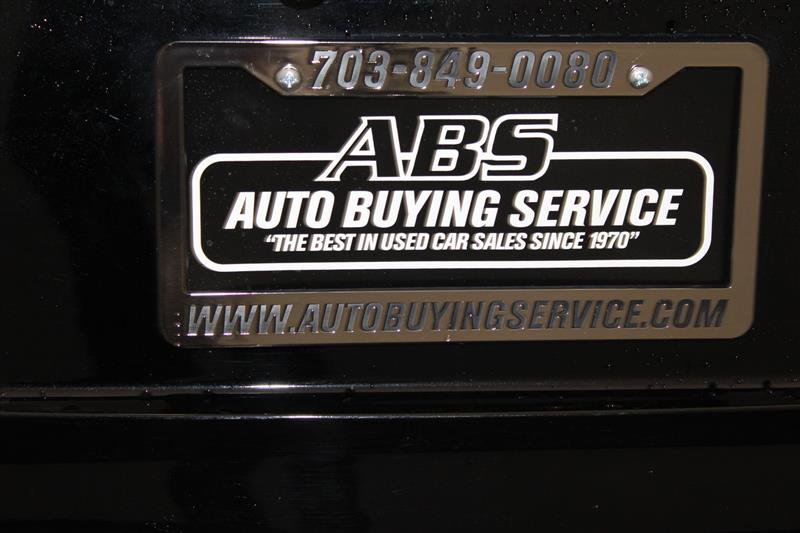 703-849-0080
ABS
AUTO BUYING SERVICE
"THE BEST IN USED CAR SALES SINCE 1970"
WWW.AUTOBUYINGSERVICE.COM